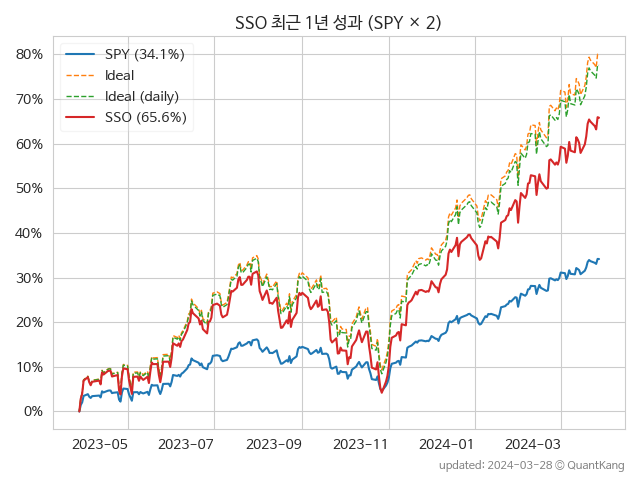 SSO 최근 1년 성과 (SPY × 2)
SPY (34.1%)
Ideal
Ideal (daily)
SSO (65.6%)
80%
70%
60%
50%
40%
30%
20%
10%
0%
2023-05 2023-07 2023-09 2023-11 2024-01 2024-03
updated: 2024-03-28 © QuantKang